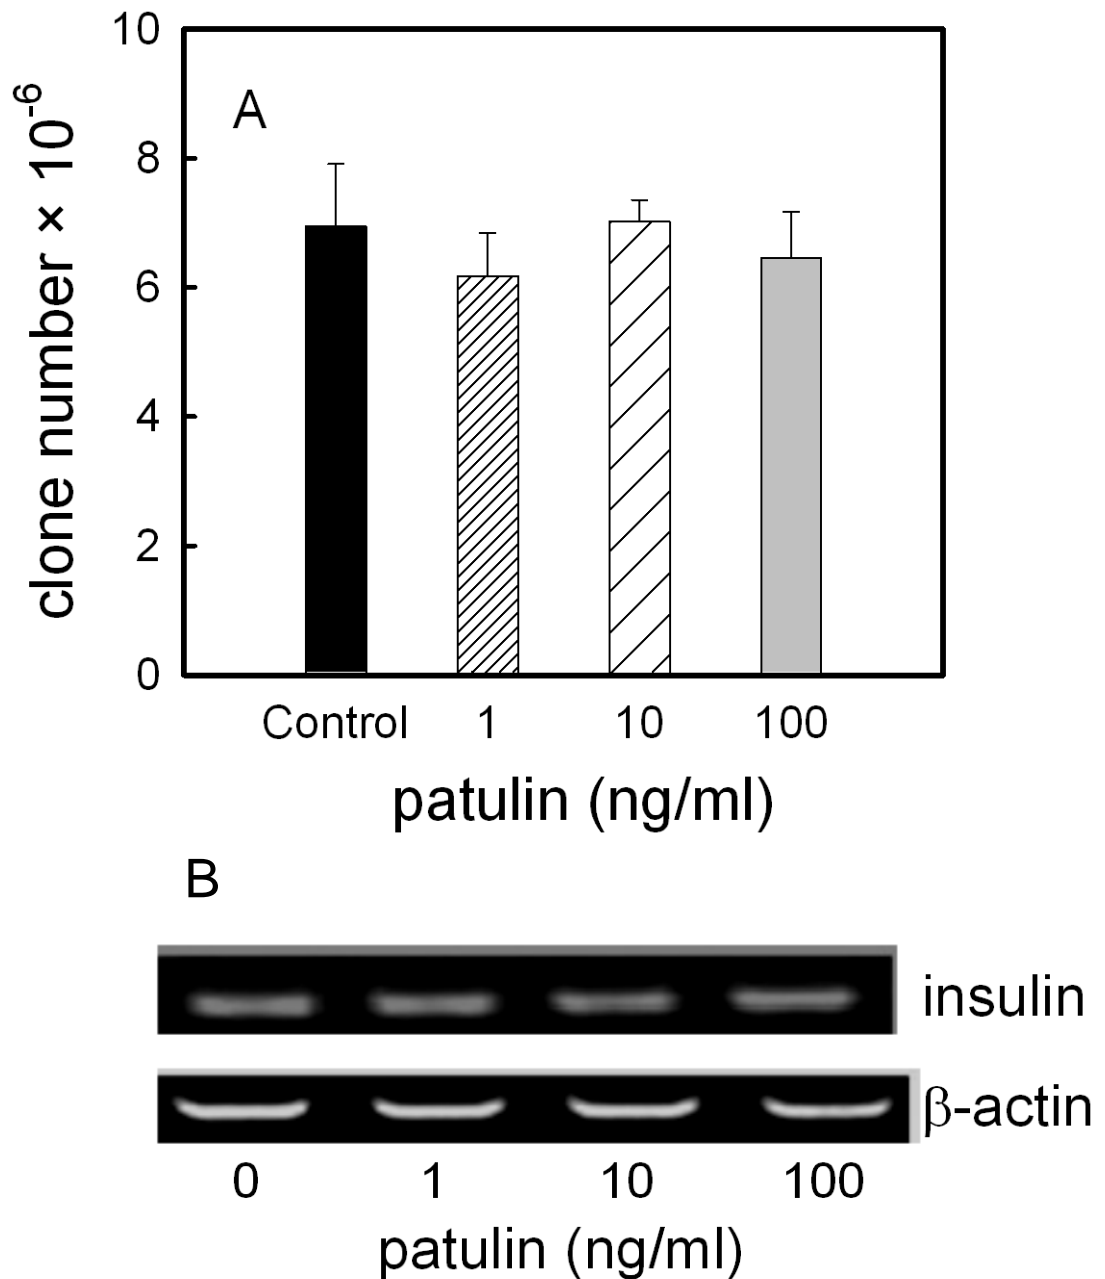 10
A
8
6
4
2
0
clone number × 10⁻⁶
Control 1 10 100
patulin (ng/ml)
B
insulin
β-actin
0 1 10 100
patulin (ng/ml)